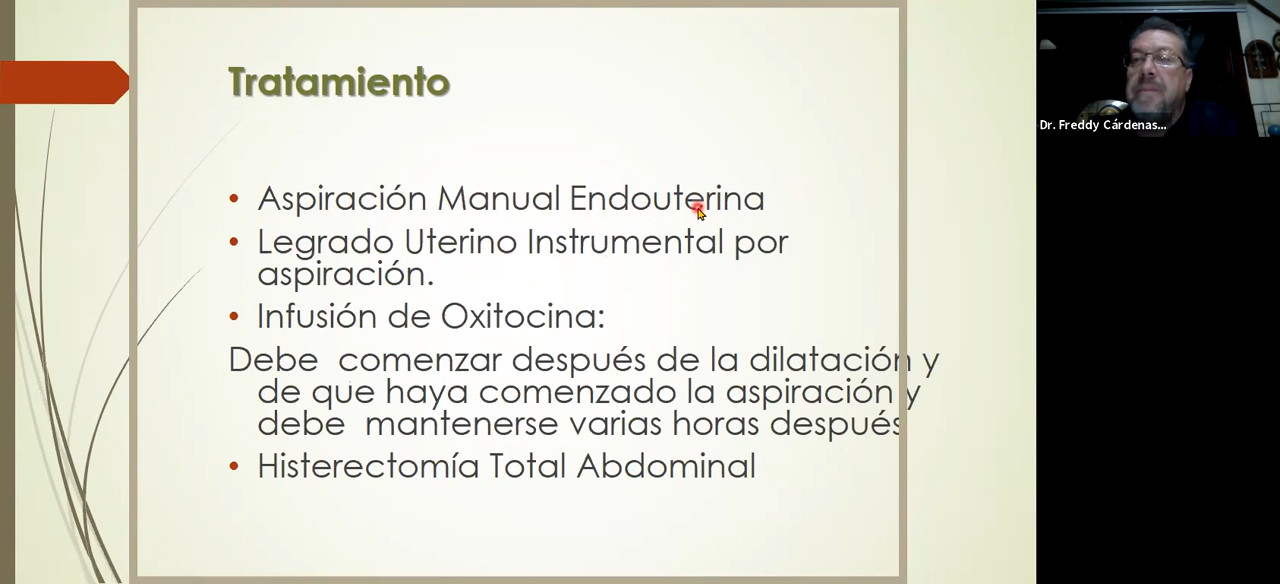 Tratamiento
• Aspiración Manual Endouterina
• Legrado Uterino Instrumental por
aspiración.
• Infusión de Oxitocina:
Debe comenzar después de la dilatación y
de que haya comenzado la aspiración y
debe mantenerse varias horas después
• Histerectomía Total Abdominal
Dr. Freddy Cárdenas...